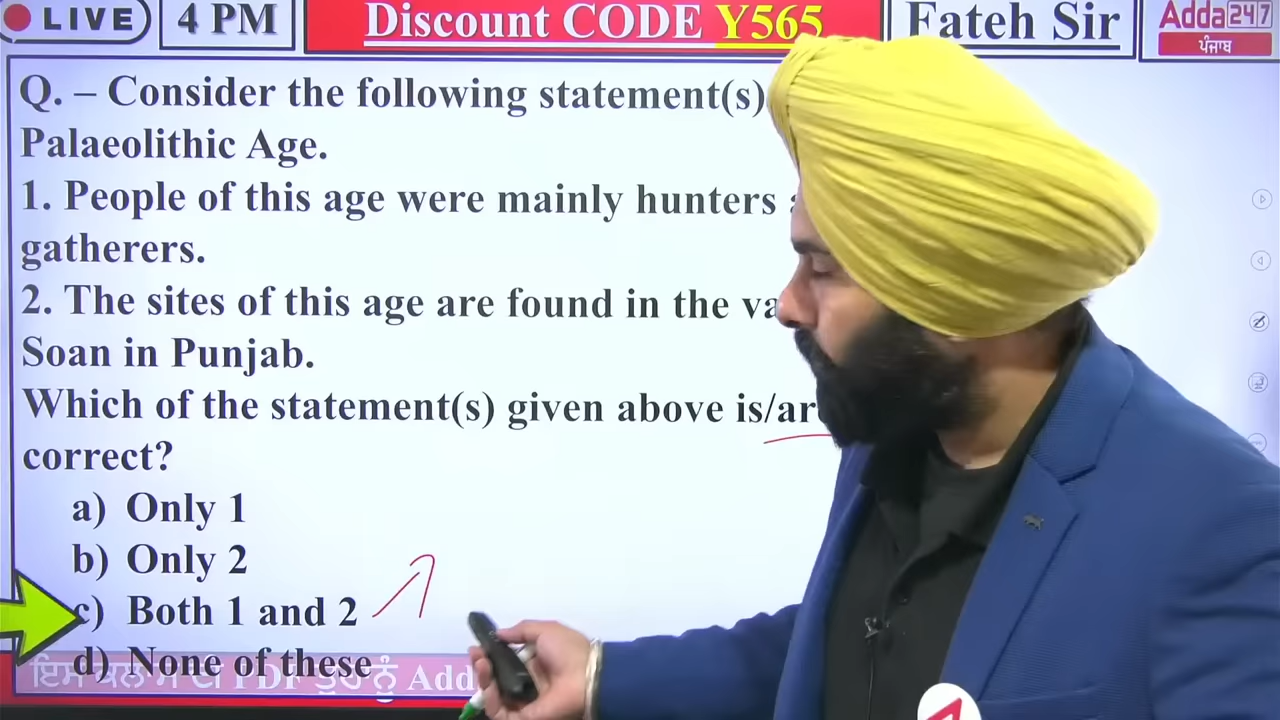 LIVE
4 PM
Discount CODE Y565
Fateh Sir
Adda247
ਪੰਜਾਬ
Q. – Consider the following statement(s)
Palaeolithic Age.
1. People of this age were mainly hunters
gatherers.
2. The sites of this age are found in the
Soan in Punjab.
Which of the statement(s) given above is/ar
correct?
a) Only 1
b) Only 2
c) Both 1 and 2
d) None of these
PDF ਤੁਹਾਨੂੰ Adda